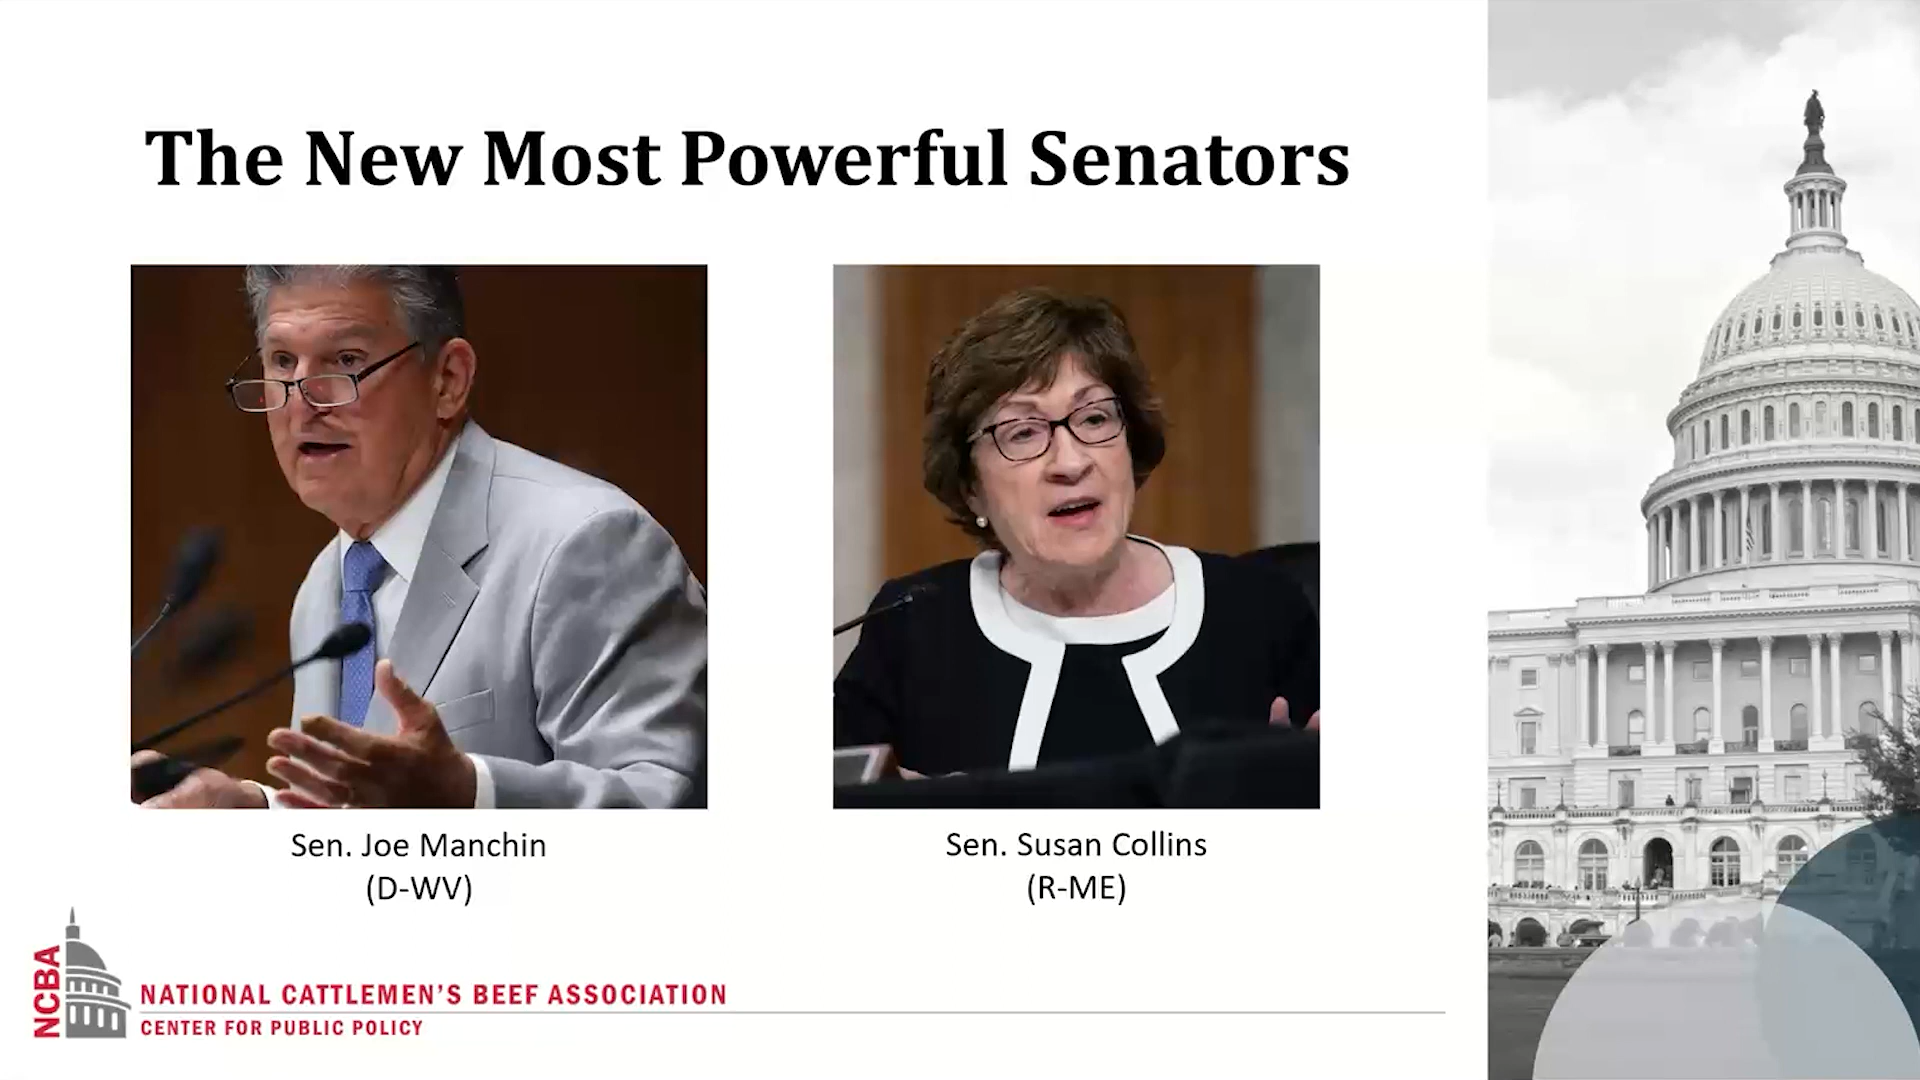 The New Most Powerful Senators
Sen. Joe Manchin
(D-WV)
Sen. Susan Collins
(R-ME)
NCBA
NATIONAL CATTLEMEN'S BEEF ASSOCIATION
CENTER FOR PUBLIC POLICY